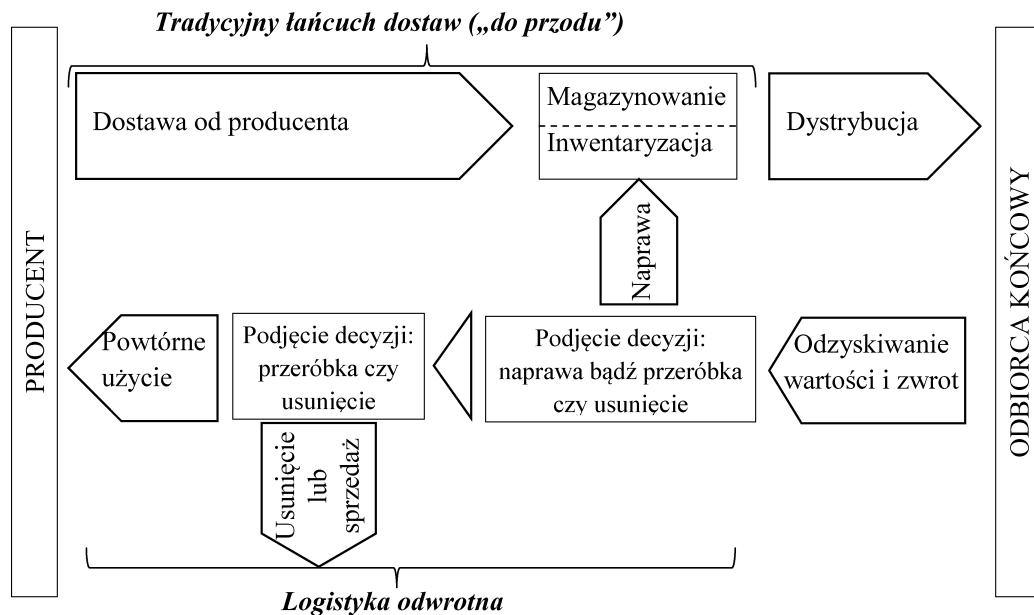 Tradycyjny łańcuch dostaw („do przodu”)
PRODUCENT
Dostawa od producenta
Magazynowanie
Inwentaryzacja
Dystrybucja
ODBIORCA KOŃCOWY
Naprawa
Powtórne
użycie
Podjęcie decyzji:
przeróbka czy
usunięcie
Podjęcie decyzji:
naprawa bądź przeróbka
czy usunięcie
Odzyskiwanie
wartości i zwrot
Usunięcie
lub
sprzedaż
Logistyka odwrotna